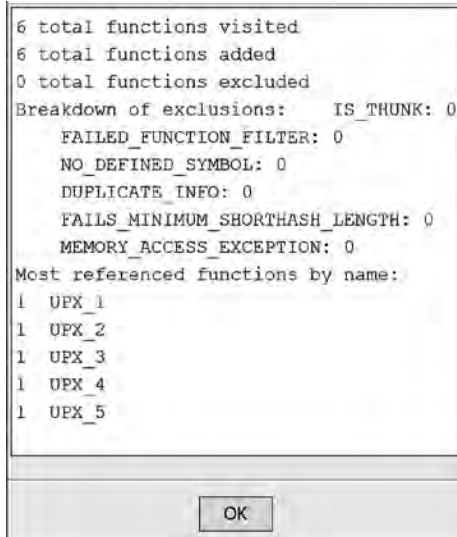 6 total functions visited
6 total functions added
0 total functions excluded
Breakdown of exclusions: IS_THUNK: 0
FAILED_FUNCTION_FILTER: 0
NO_DEFINED_SYMBOL: 0
DUPLICATE_INFO: 0
FAILS_MINIMUM_SHORTHASH_LENGTH: 0
MEMORY_ACCESS_EXCEPTION: 0
Most referenced functions by name:
1 UPX_1
1 UPX_2
1 UPX_3
1 UPX_4
1 UPX_5
OK